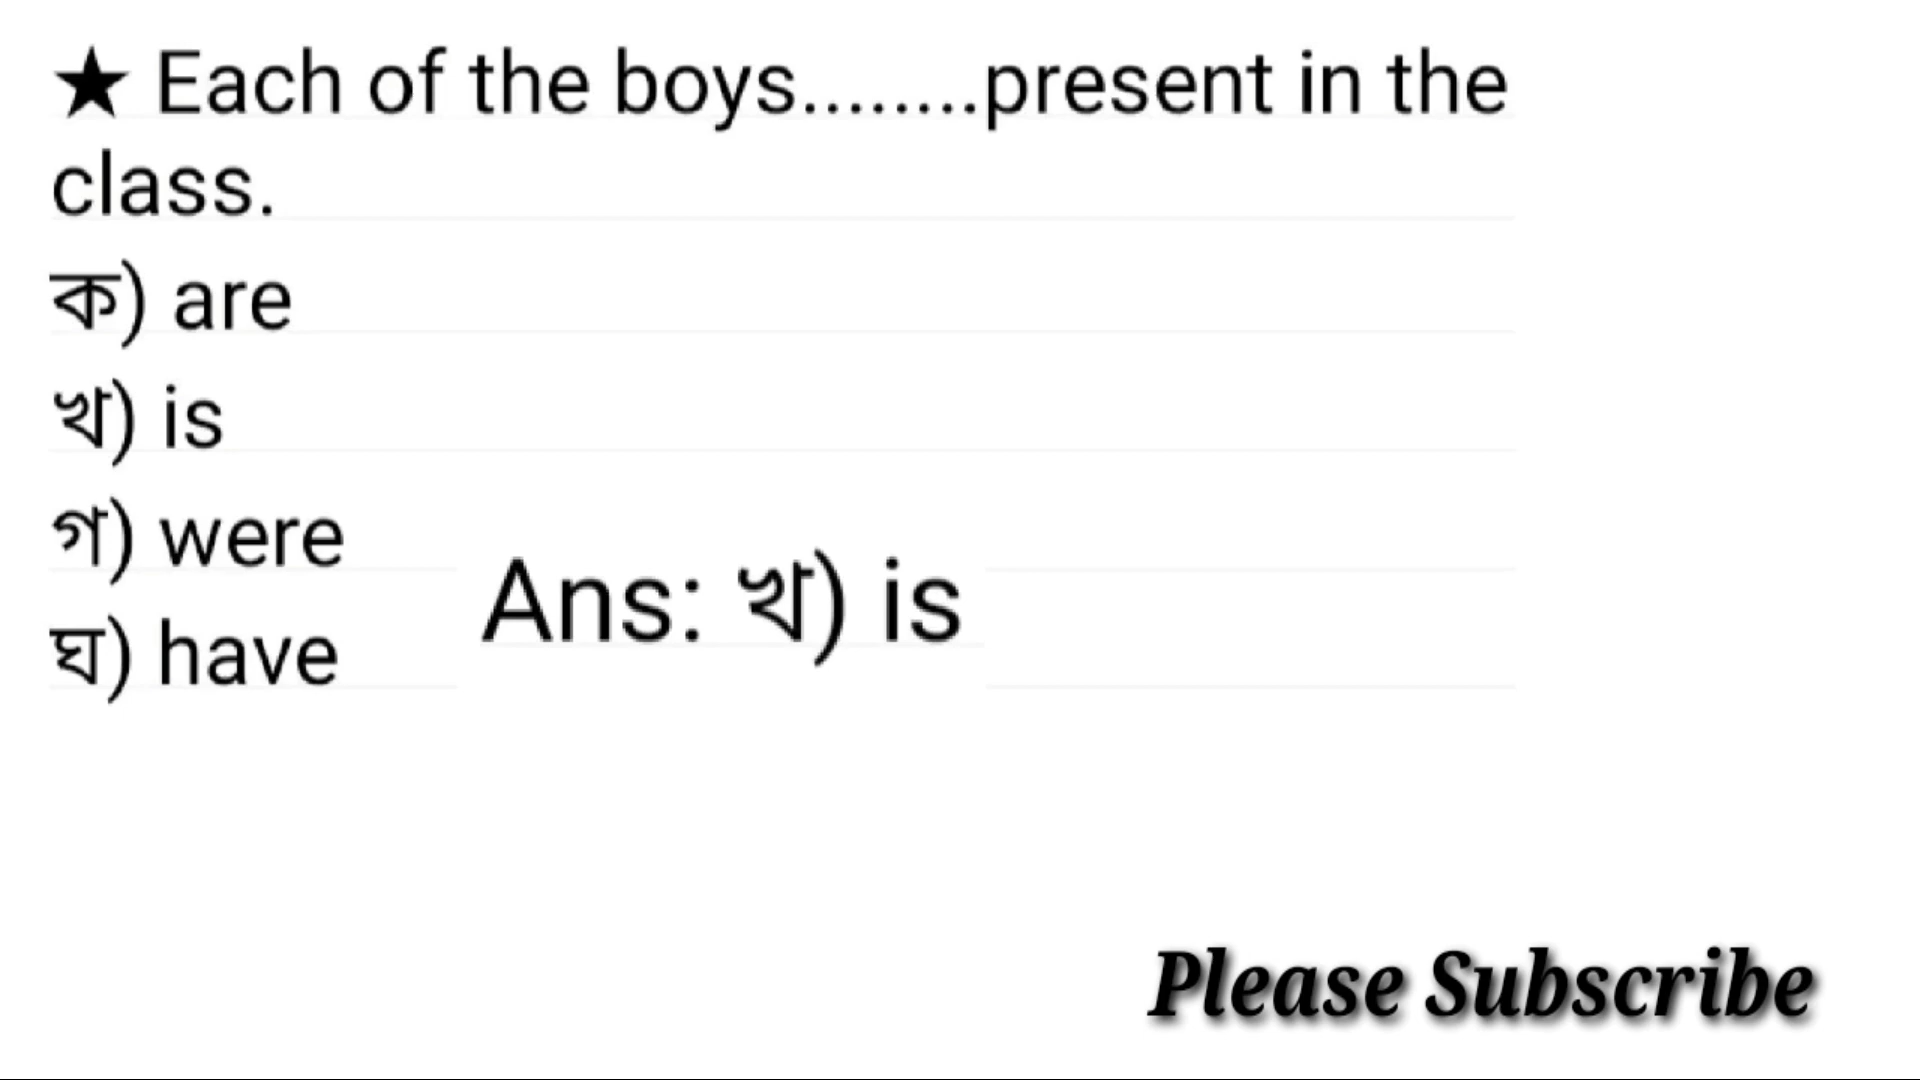 ★ Each of the boys........present in the
class.
ক) are
খ) is
গ) were
ঘ) have
Ans: খ) is
Please Subscribe